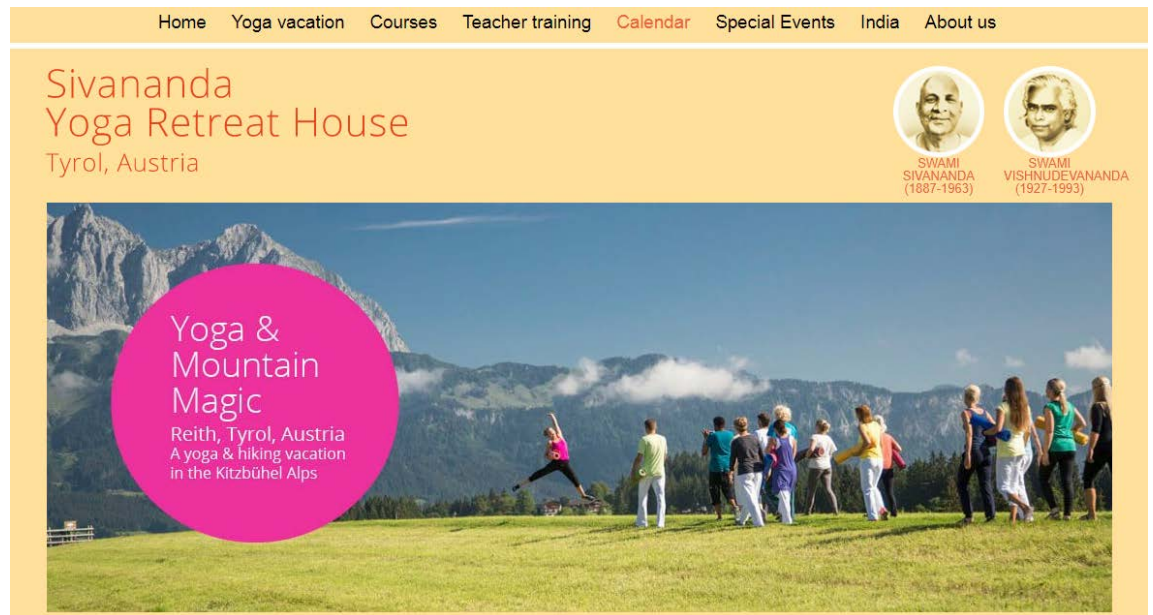 Home Yoga vacation Courses Teacher training Calendar Special Events India About us
Sivananda
Yoga Retreat House
Tyrol, Austria
SWAMI
SIVANANDA
(1887-1963)
SWAMI
VISHNUDEVANANDA
(1927-1993)
Yoga &
Mountain
Magic
Reith, Tyrol, Austria
A yoga & hiking vacation
in the Kitzbühel Alps